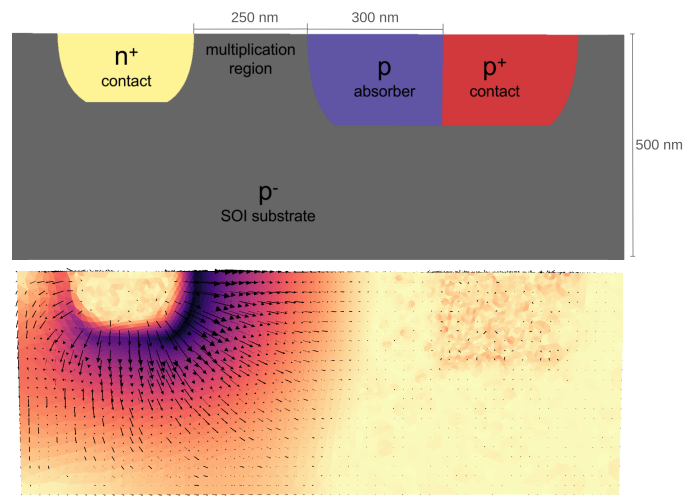 250 nm
300 nm
n⁺
contact
multiplication
region
p
absorber
p⁺
contact
500 nm
p⁻
SOI substrate